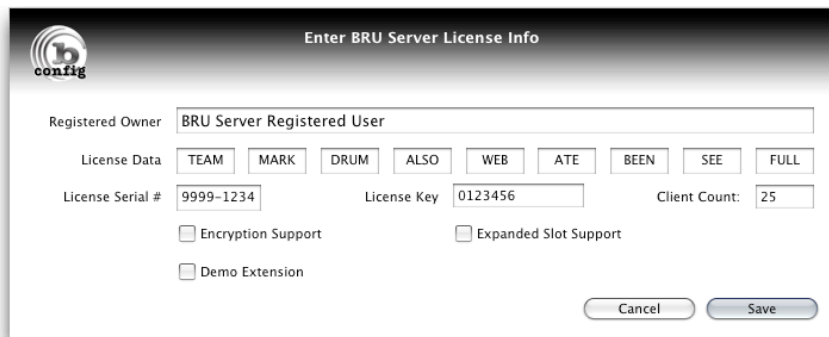 Enter BRU Server License Info
b
config
Registered Owner BRU Server Registered User
License Data TEAM MARK DRUM ALSO WEB ATE BEEN SEE FULL
License Serial # 9999-1234 License Key 0123456 Client Count: 25
Encryption Support Expanded Slot Support
Demo Extension
Cancel Save